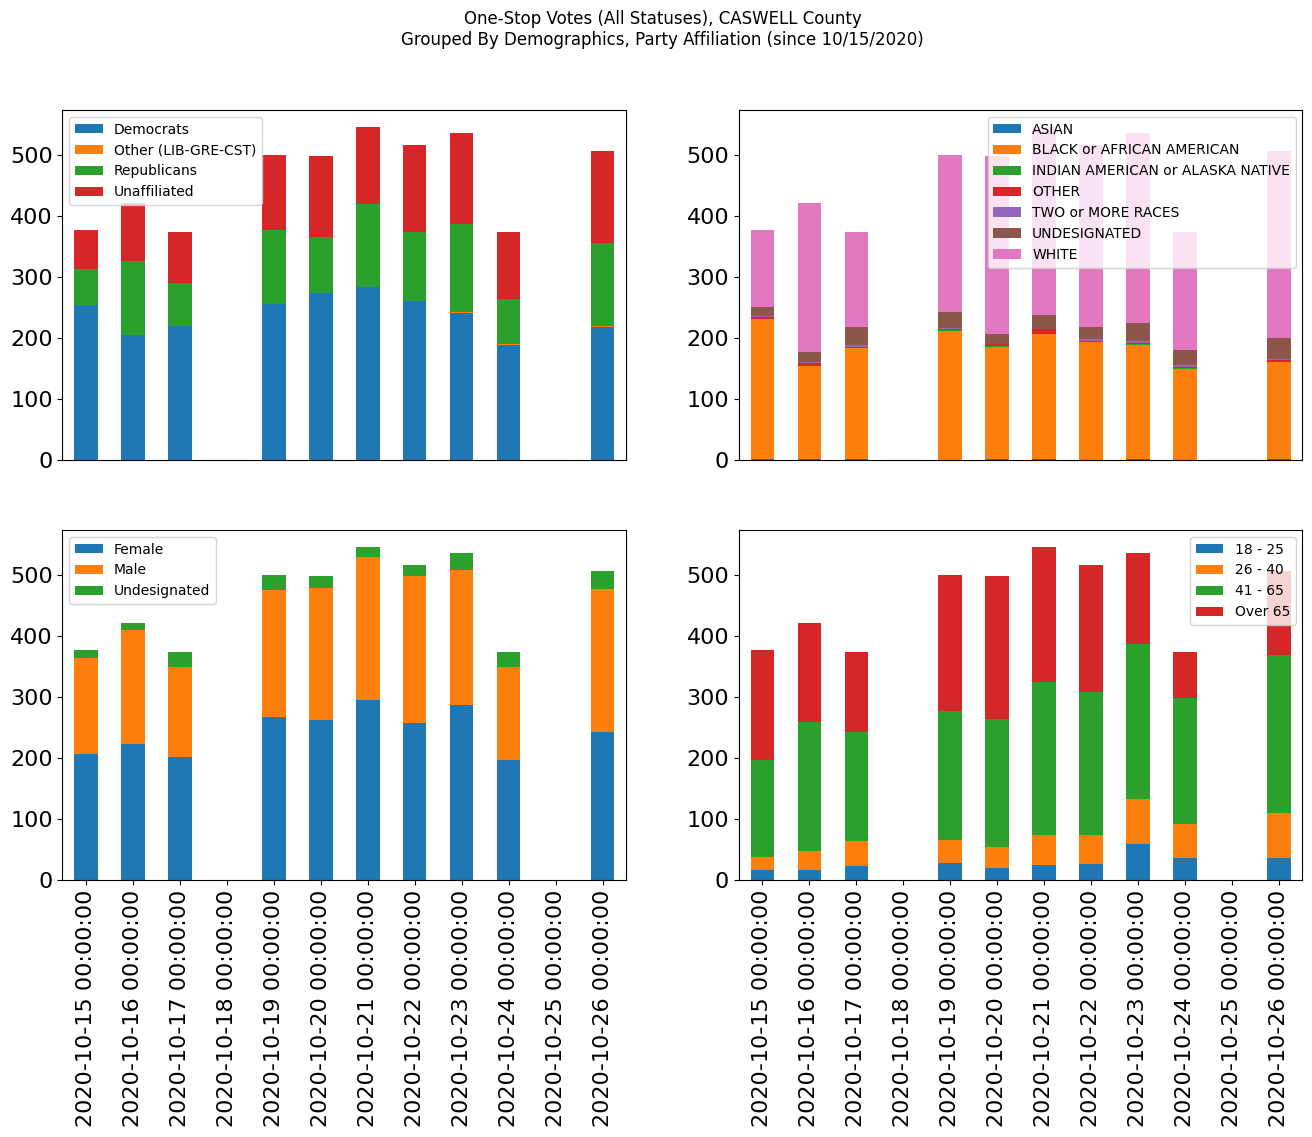 One-Stop Votes (All Statuses), CASWELL County
Grouped By Demographics, Party Affiliation (since 10/15/2020)
500
400
300
200
100
0
Democrats
Other (LIB-GRE-CST)
Republicans
Unaffiliated
500
400
300
200
100
0
ASIAN
BLACK or AFRICAN AMERICAN
INDIAN AMERICAN or ALASKA NATIVE
OTHER
TWO or MORE RACES
UNDESIGNATED
WHITE
500
400
300
200
100
0
Female
Male
Undesignated
2020-10-15 00:00:00
2020-10-16 00:00:00
2020-10-17 00:00:00
2020-10-18 00:00:00
2020-10-19 00:00:00
2020-10-20 00:00:00
2020-10-21 00:00:00
2020-10-22 00:00:00
2020-10-23 00:00:00
2020-10-24 00:00:00
2020-10-25 00:00:00
2020-10-26 00:00:00
500
400
300
200
100
0
18 - 25
26 - 40
41 - 65
Over 65
2020-10-15 00:00:00
2020-10-16 00:00:00
2020-10-17 00:00:00
2020-10-18 00:00:00
2020-10-19 00:00:00
2020-10-20 00:00:00
2020-10-21 00:00:00
2020-10-22 00:00:00
2020-10-23 00:00:00
2020-10-24 00:00:00
2020-10-25 00:00:00
2020-10-26 00:00:00